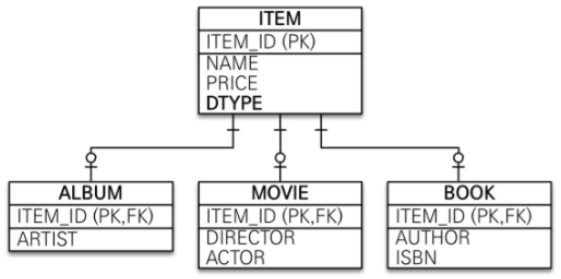 ITEM
ITEM_ID (PK)
NAME
PRICE
DTYPE
ALBUM
ITEM_ID (PK,FK)
ARTIST
MOVIE
ITEM_ID (PK,FK)
DIRECTOR
ACTOR
BOOK
ITEM_ID (PK,FK)
AUTHOR
ISBN